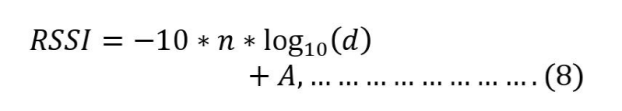 RSSI = −10 * n * log₁₀(d)
+ A, … … … … … … … … . (8)